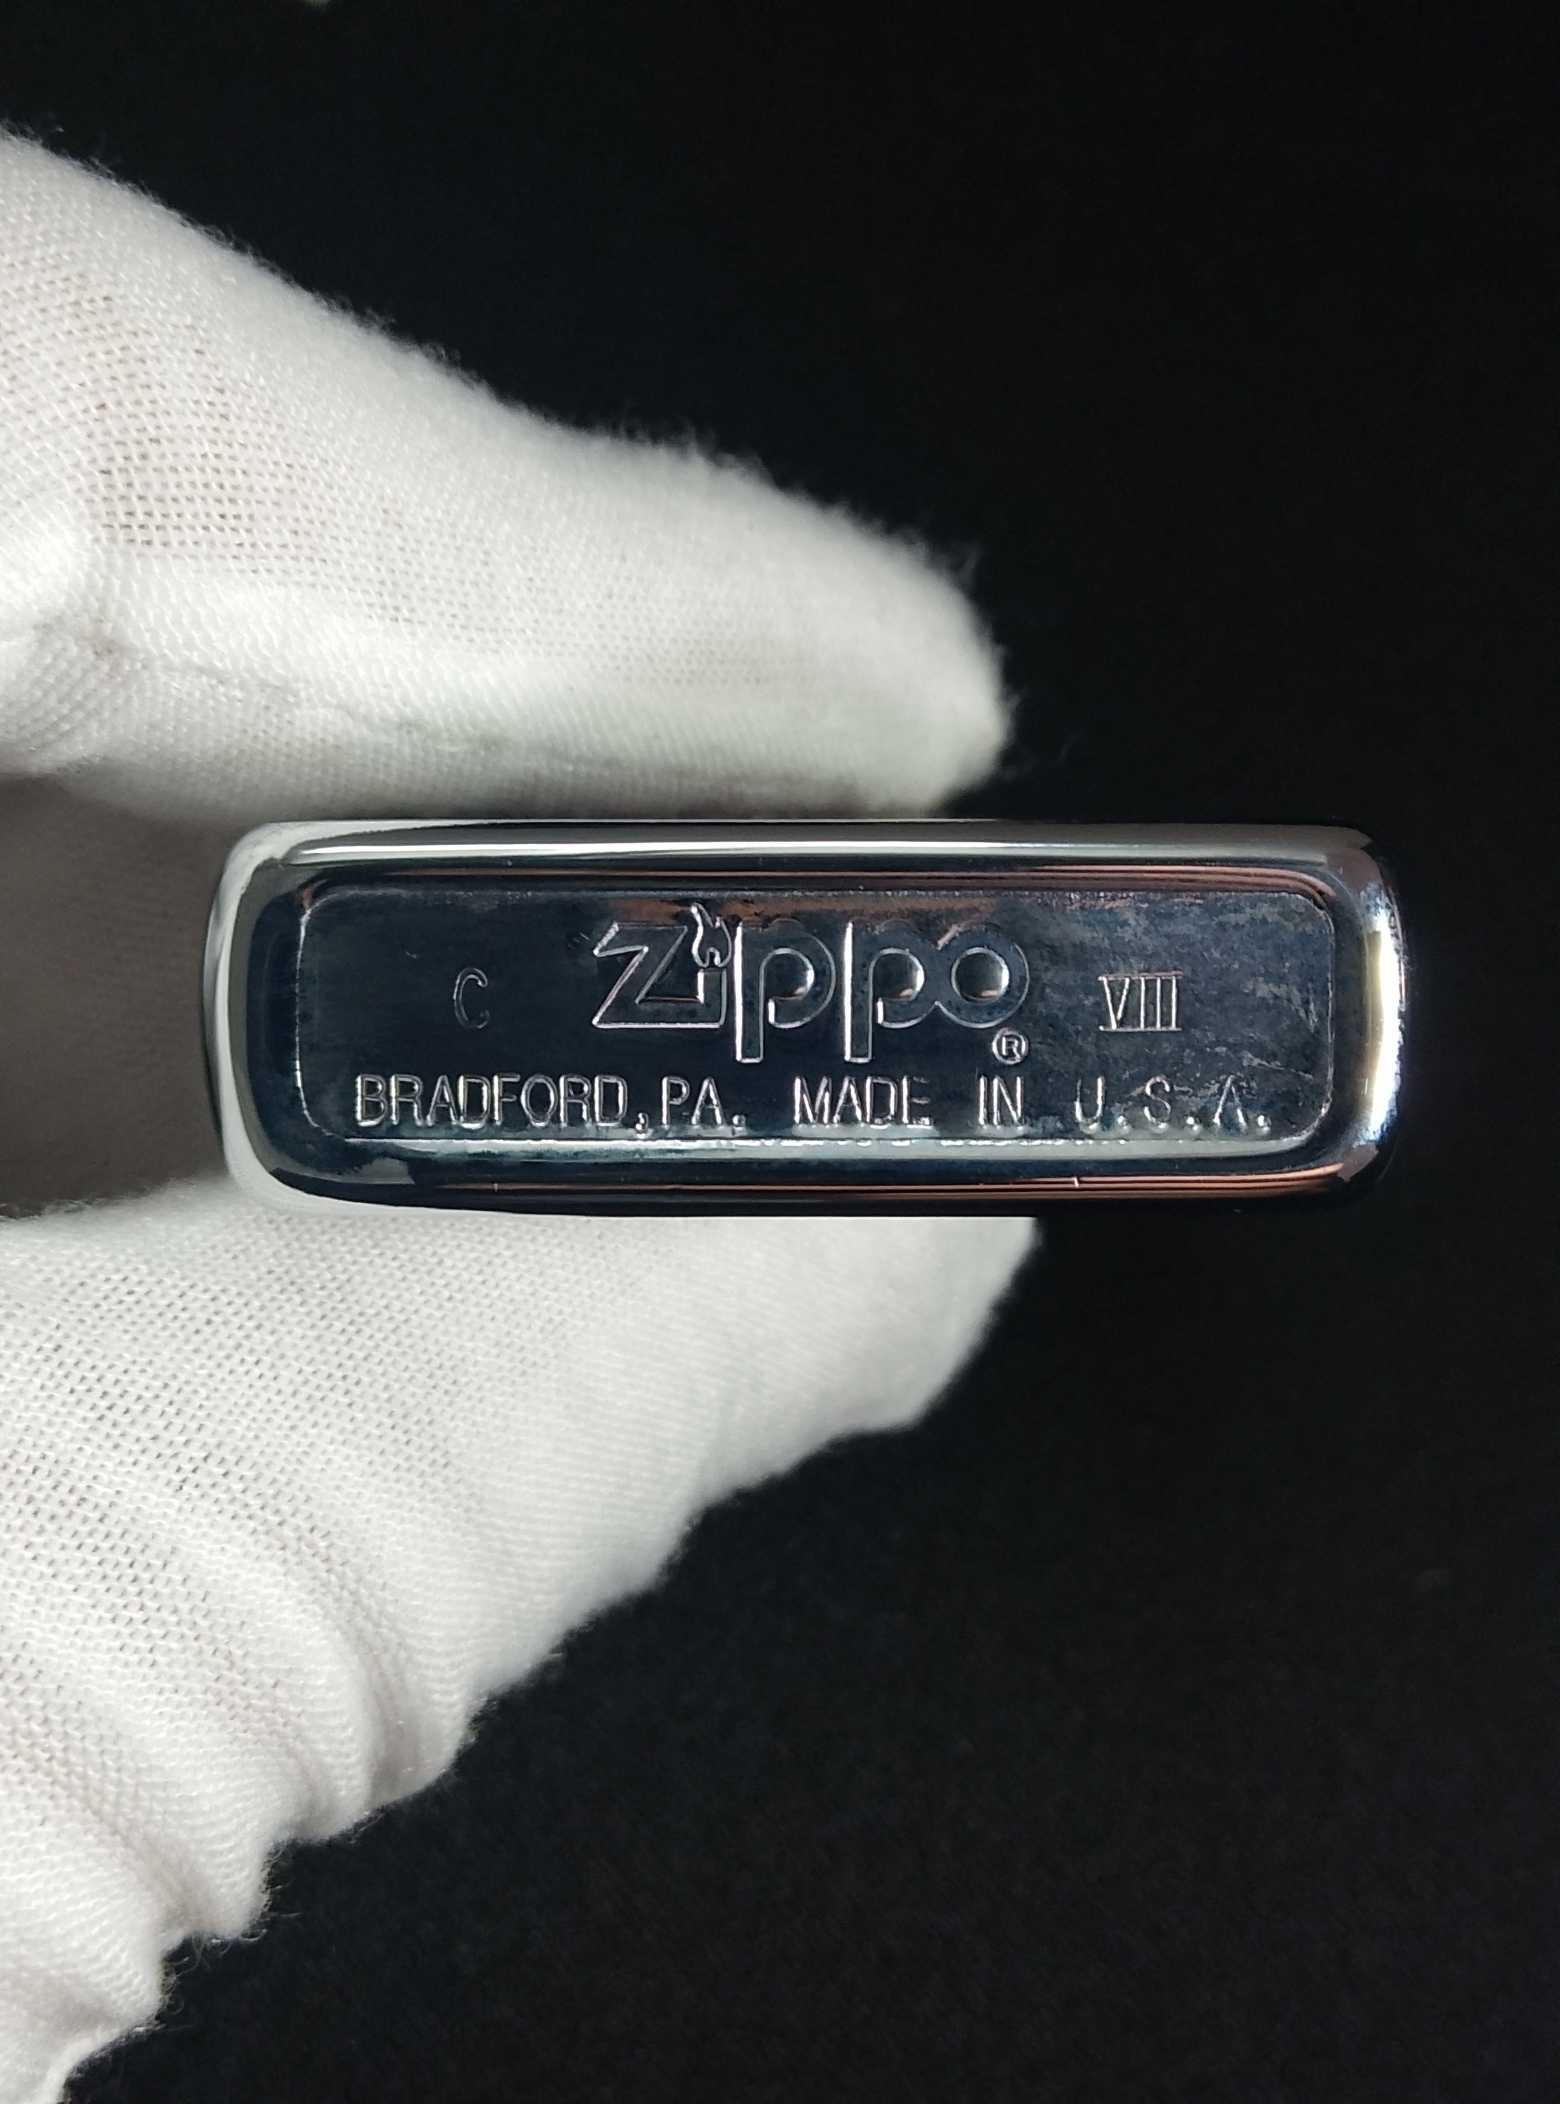 C Zippo ® VIII
BRADFORD, PA. MADE IN U.S.A.